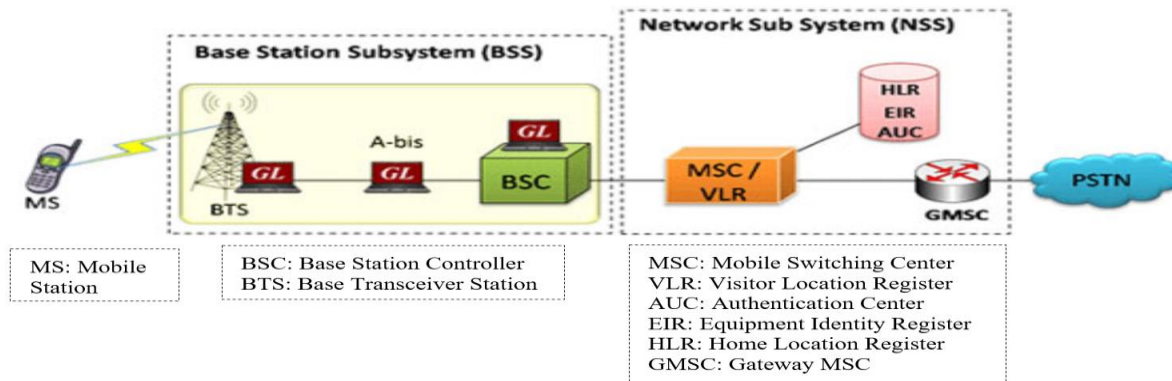 Network Sub System (NSS)
Base Station Subsystem (BSS)
HLR
EIR
AUC
GL
A-bis
GL
GL
BSC
MSC /
VLR
GMSC
PSTN
MS
BTS
MS: Mobile
Station
BSC: Base Station Controller
BTS: Base Transceiver Station
MSC: Mobile Switching Center
VLR: Visitor Location Register
AUC: Authentication Center
EIR: Equipment Identity Register
HLR: Home Location Register
GMSC: Gateway MSC